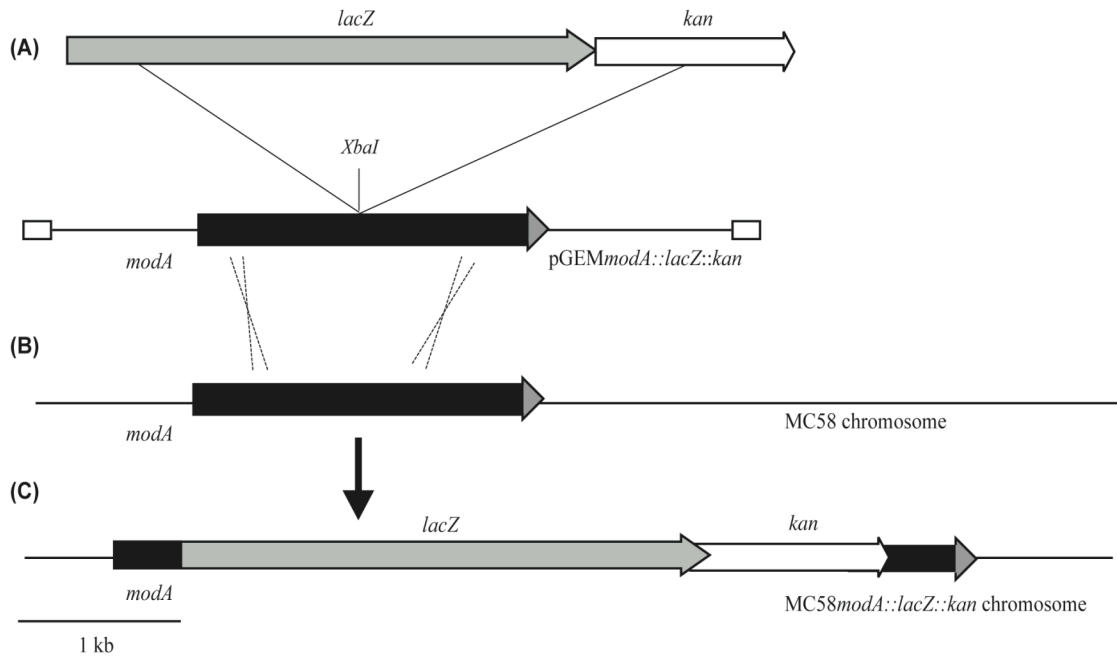 lacZ kan
(A)
XbaI
modA pGEMmodA::lacZ::kan
(B)
modA MC58 chromosome
(C)
lacZ kan
modA MC58modA::lacZ::kan chromosome
1 kb